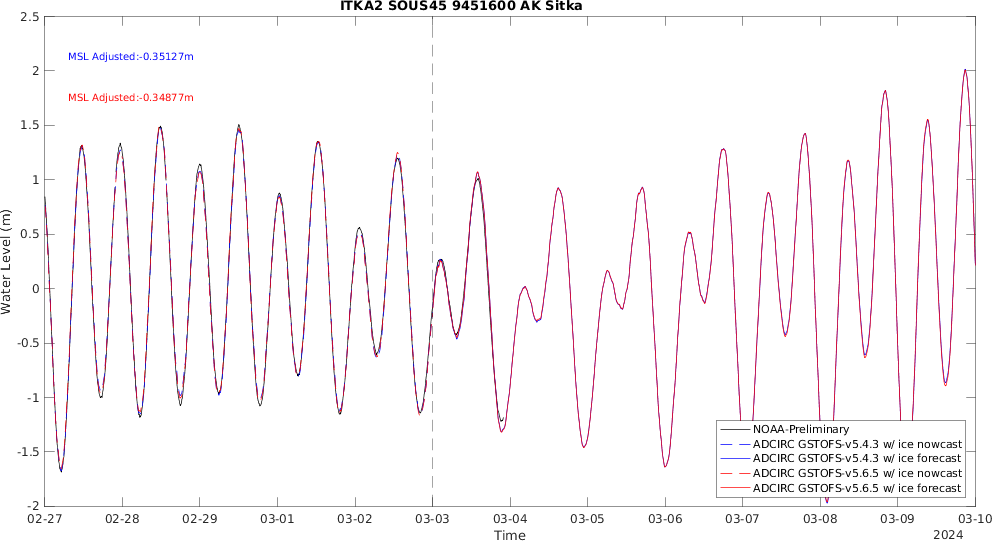 ITKA2 SOUS45 9451600 AK Sitka
MSL Adjusted:-0.35127m
MSL Adjusted:-0.34877m
Water Level (m)
2.5
2
1.5
1
0.5
0
-0.5
-1
-1.5
-2
NOAA-Preliminary
ADCIRC GSTOFS-v5.4.3 w/ ice nowcast
ADCIRC GSTOFS-v5.4.3 w/ ice forecast
ADCIRC GSTOFS-v5.6.5 w/ ice nowcast
ADCIRC GSTOFS-v5.6.5 w/ ice forecast
02-27 02-28 02-29 03-01 03-02 03-03 03-04 03-05 03-06 03-07 03-08 03-09 03-10
Time
2024